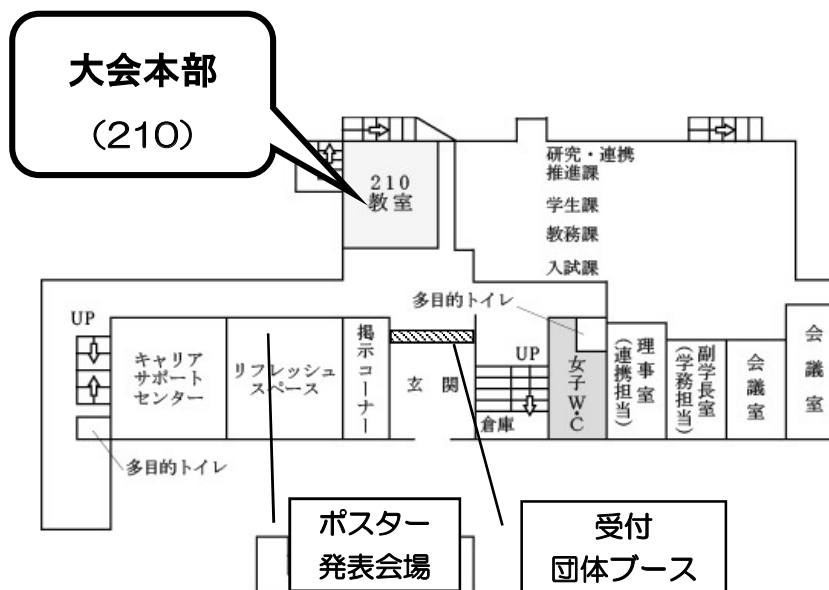 大会本部
（210）
210
教室
研究・連携
推進課
学生課
教務課
入試課
多目的トイレ
UP
キャリア
サポート
センター
リフレッシュ
スペース
掲示コーナー
玄関
UP
倉庫
女子W・C
理事室
（連携担当）
副学長室
（学務担当）
会議室
会議室
多目的トイレ
ポスター
発表会場
受付
団体ブース